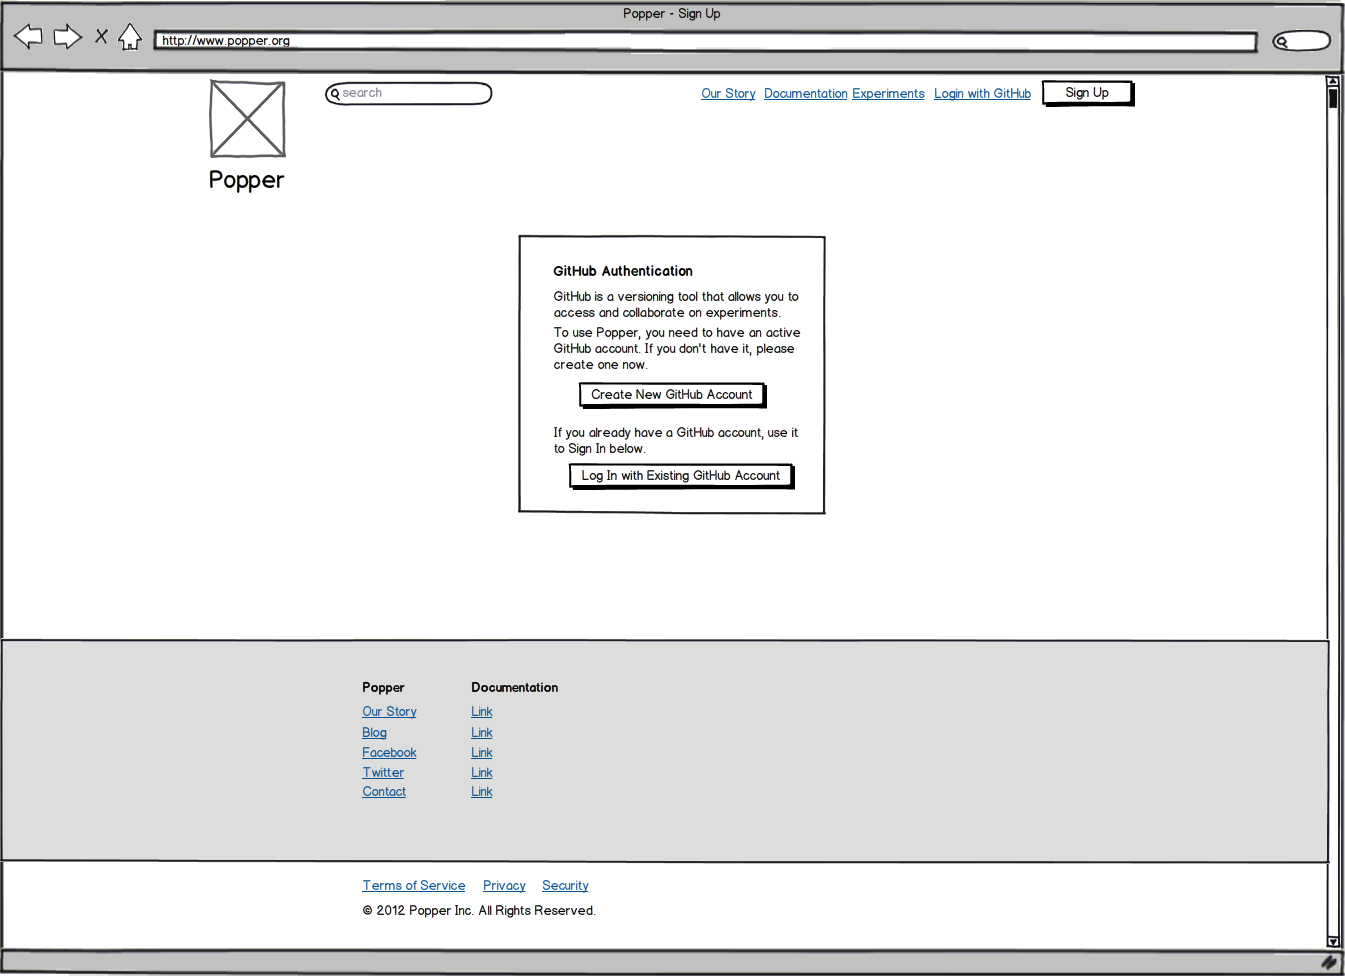 Popper - Sign Up
http://www.popper.org
search
Our Story Documentation Experiments Login with GitHub Sign Up
Popper
GitHub Authentication
GitHub is a versioning tool that allows you to
access and collaborate on experiments.
To use Popper, you need to have an active
GitHub account. If you don't have it, please
create one now.
Create New GitHub Account
If you already have a GitHub account, use it
to Sign In below.
Log In with Existing GitHub Account
Popper
Our Story
Blog
Facebook
Twitter
Contact
Documentation
Link
Link
Link
Link
Link
Terms of Service Privacy Security
© 2012 Popper Inc. All Rights Reserved.